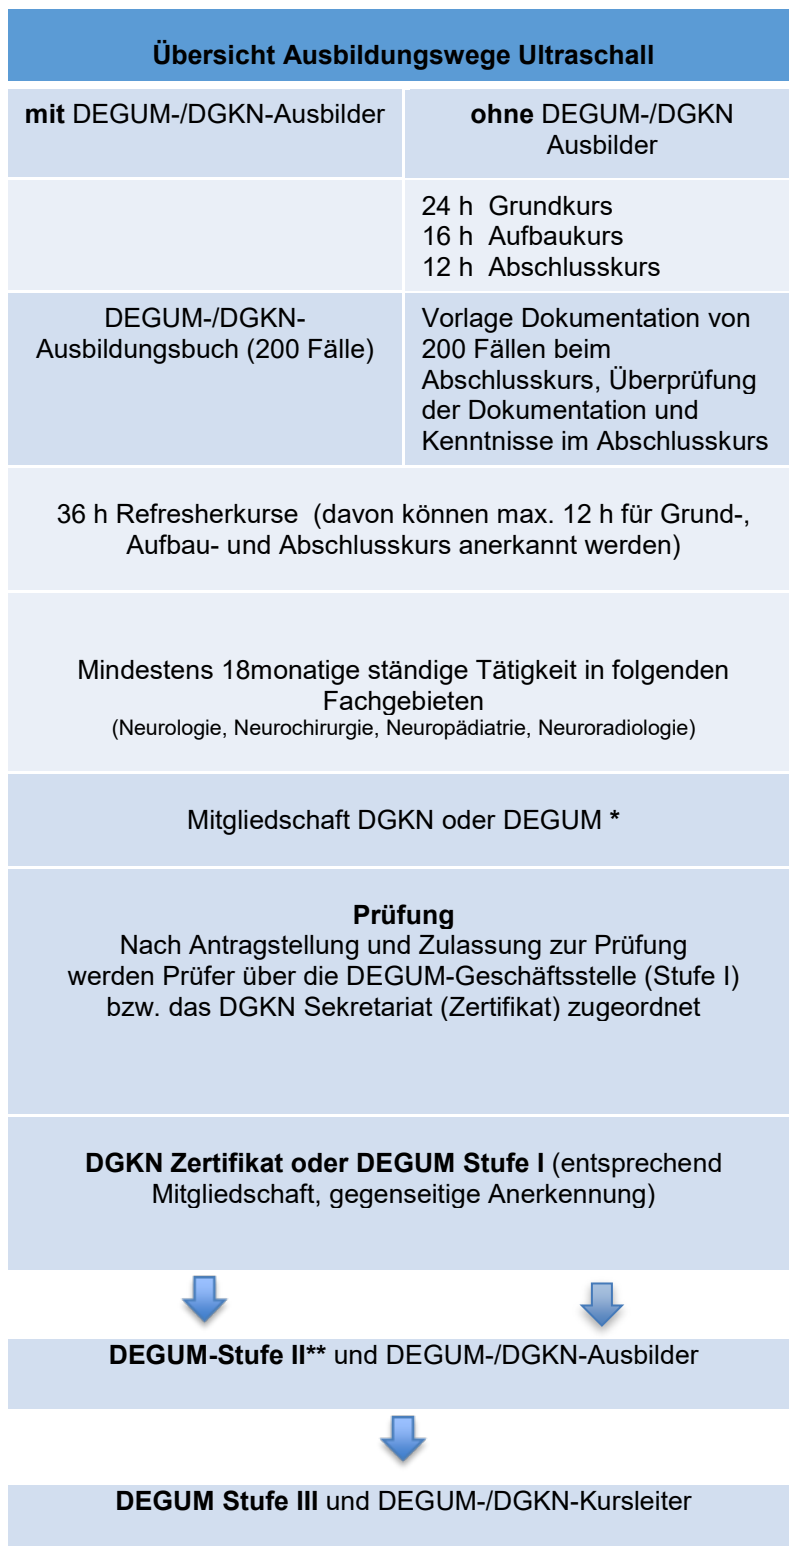 Übersicht Ausbildungswege Ultraschall
mit DEGUM-/DGKN-Ausbilder
ohne DEGUM-/DGKN
Ausbilder
24 h  Grundkurs
16 h  Aufbaukurs
12 h  Abschlusskurs
DEGUM-/DGKN-
Ausbildungsbuch (200 Fälle)
Vorlage Dokumentation von
200 Fällen beim
Abschlusskurs, Überprüfung
der Dokumentation und
Kenntnisse im Abschlusskurs
36 h Refresherkurse  (davon können max. 12 h für Grund-,
Aufbau- und Abschlusskurs anerkannt werden)
Mindestens 18monatige ständige Tätigkeit in folgenden
Fachgebieten
(Neurologie, Neurochirurgie, Neuropädiatrie, Neuroradiologie)
Mitgliedschaft DGKN oder DEGUM *
Prüfung
Nach Antragstellung und Zulassung zur Prüfung
werden Prüfer über die DEGUM-Geschäftsstelle (Stufe I)
bzw. das DGKN Sekretariat (Zertifikat) zugeordnet
DGKN Zertifikat oder DEGUM Stufe I (entsprechend
Mitgliedschaft, gegenseitige Anerkennung)
DEGUM-Stufe II** und DEGUM-/DGKN-Ausbilder
DEGUM Stufe III und DEGUM-/DGKN-Kursleiter